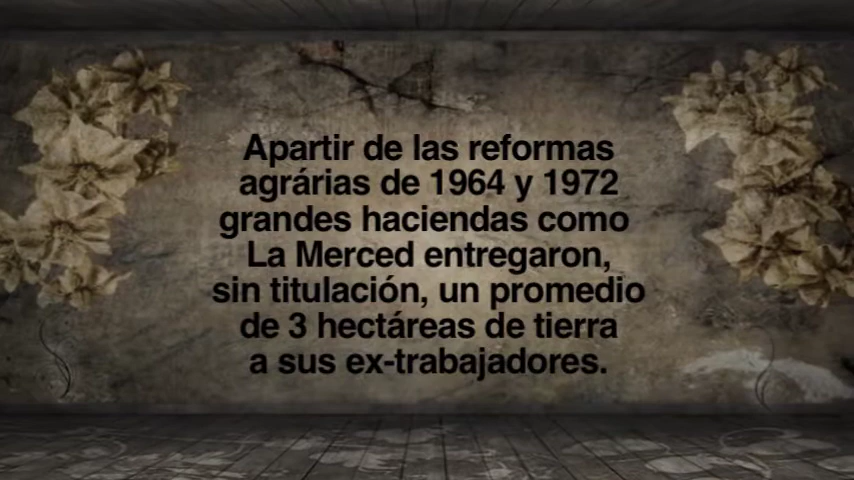 Apartir de las reformas
agrárias de 1964 y 1972
grandes haciendas como
La Merced entregaron,
sin titulación, un promedio
de 3 hectáreas de tierra
a sus ex-trabajadores.